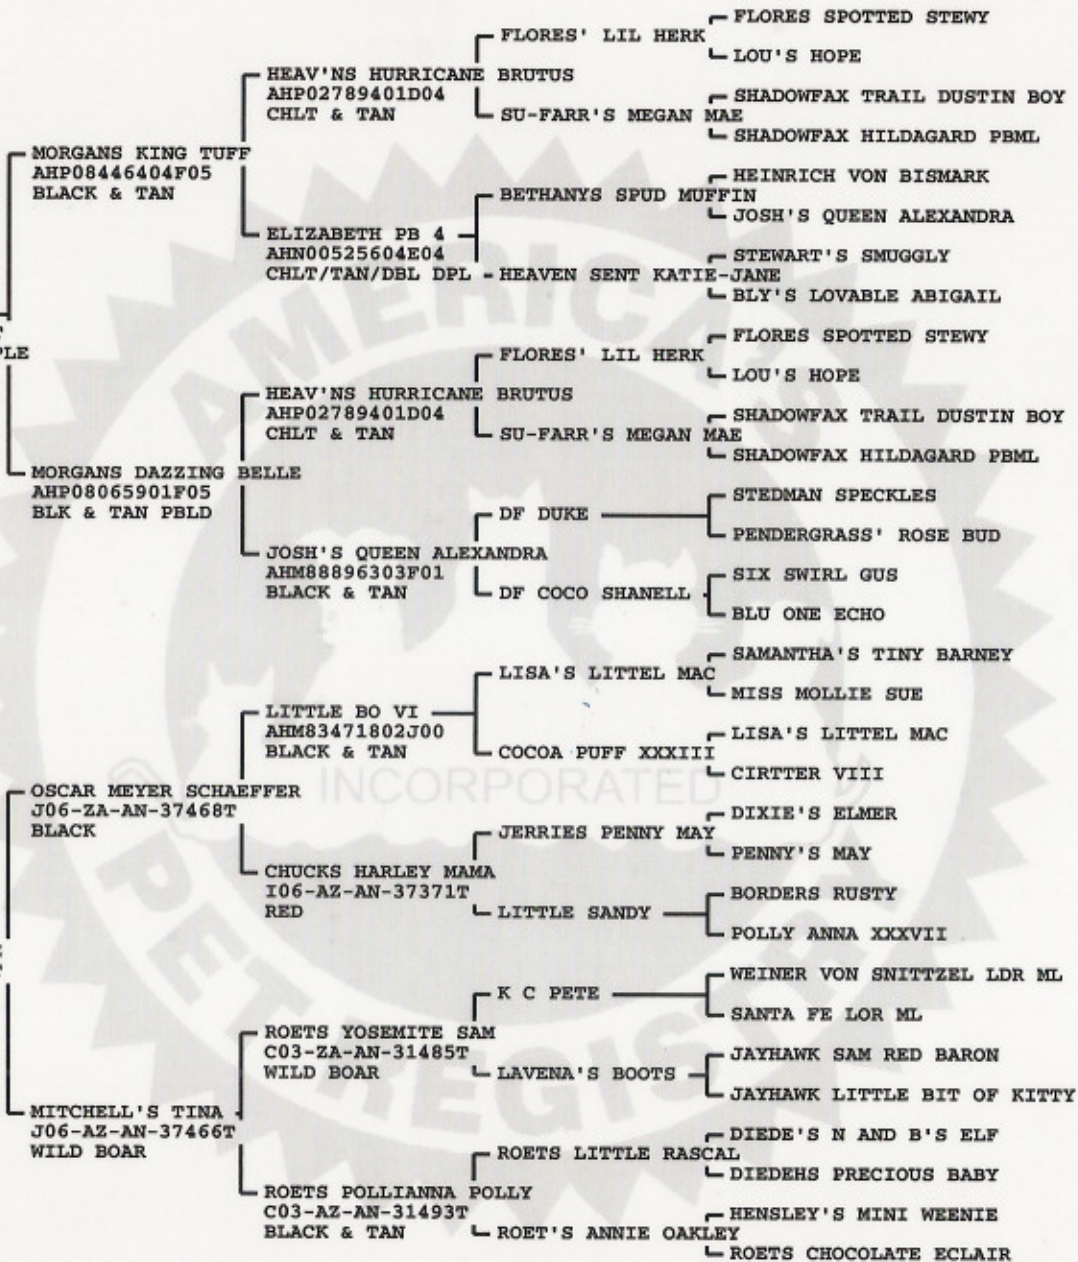 FLORES SPOTTED STEWY
FLORES' LIL HERK
LOU'S HOPE
HEAV'NS HURRICANE BRUTUS
AHP02789401D04
CHLT & TAN
SHADOWFAX TRAIL DUSTIN BOY
SU-FARR'S MEGAN MAE
SHADOWFAX HILDAGARD PBML
MORGANS KING TUFF
AHP08446404F05
BLACK & TAN
HEINRICH VON BISMARK
BETHANYS SPUD MUFFIN
JOSH'S QUEEN ALEXANDRA
ELIZABETH PB 4
AHN00525604E04
CHLT/TAN/DBL DPL
STEWART'S SMUGGLY
HEAVEN SENT KATIE-JANE
BLY'S LOVABLE ABIGAIL
PLE
FLORES SPOTTED STEWY
FLORES' LIL HERK
LOU'S HOPE
HEAV'NS HURRICANE BRUTUS
AHP02789401D04
CHLT & TAN
SHADOWFAX TRAIL DUSTIN BOY
SU-FARR'S MEGAN MAE
SHADOWFAX HILDAGARD PBML
MORGANS DAZZING BELLE
AHP08065901F05
BLK & TAN PBLD
STEDMAN SPECKLES
DF DUKE
PENDERGRASS' ROSE BUD
JOSH'S QUEEN ALEXANDRA
AHM88896303F01
BLACK & TAN
SIX SWIRL GUS
DF COCO SHANELL
BLU ONE ECHO
SAMANTHA'S TINY BARNEY
LISA'S LITTEL MAC
MISS MOLLIE SUE
LITTLE BO VI
AHM83471802J00
BLACK & TAN
LISA'S LITTEL MAC
COCOA PUFF XXXIII
CIRTTER VIII
OSCAR MEYER SCHAEFFER
J06-ZA-AN-37468T
BLACK
DIXIE'S ELMER
JERRIES PENNY MAY
PENNY'S MAY
CHUCKS HARLEY MAMA
I06-AZ-AN-37371T
RED
BORDERS RUSTY
LITTLE SANDY
POLLY ANNA XXXVII
WEINER VON SNITTZEL LDR ML
K C PETE
SANTA FE LOR ML
ROETS YOSEMITE SAM
C03-ZA-AN-31485T
WILD BOAR
JAYHAWK SAM RED BARON
LAVENA'S BOOTS
JAYHAWK LITTLE BIT OF KITTY
MITCHELL'S TINA
J06-AZ-AN-37466T
WILD BOAR
DIEDE'S N AND B'S ELF
ROETS LITTLE RASCAL
DIEDEHS PRECIOUS BABY
ROETS POLLIANNA POLLY
C03-AZ-AN-31493T
BLACK & TAN
HENSLEY'S MINI WEENIE
ROET'S ANNIE OAKLEY
ROETS CHOCOLATE ECLAIR
AMERICA'S
PET REGISTRY
INCORPORATED